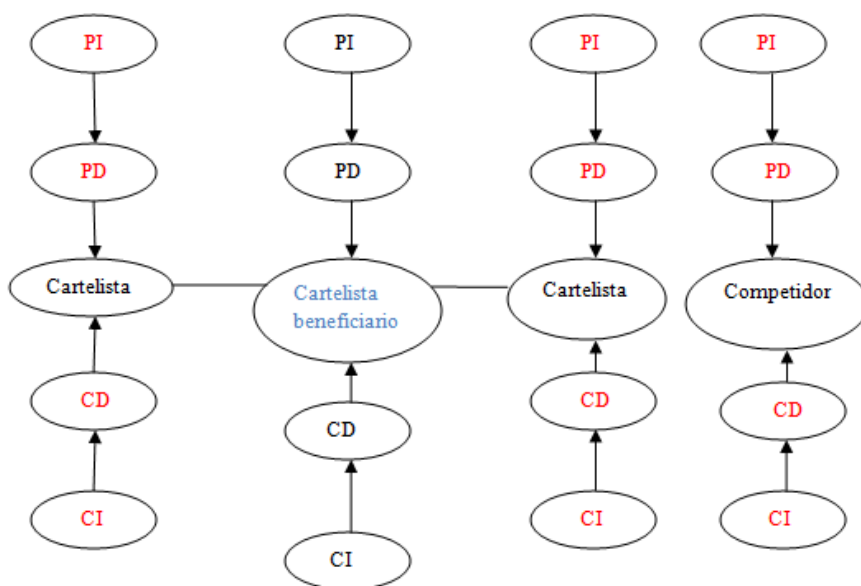 PI
PI
PI
PI
PD
PD
PD
PD
Cartelista
Cartelista
beneficiario
Cartelista
Competidor
CD
CD
CD
CD
CI
CI
CI
CI